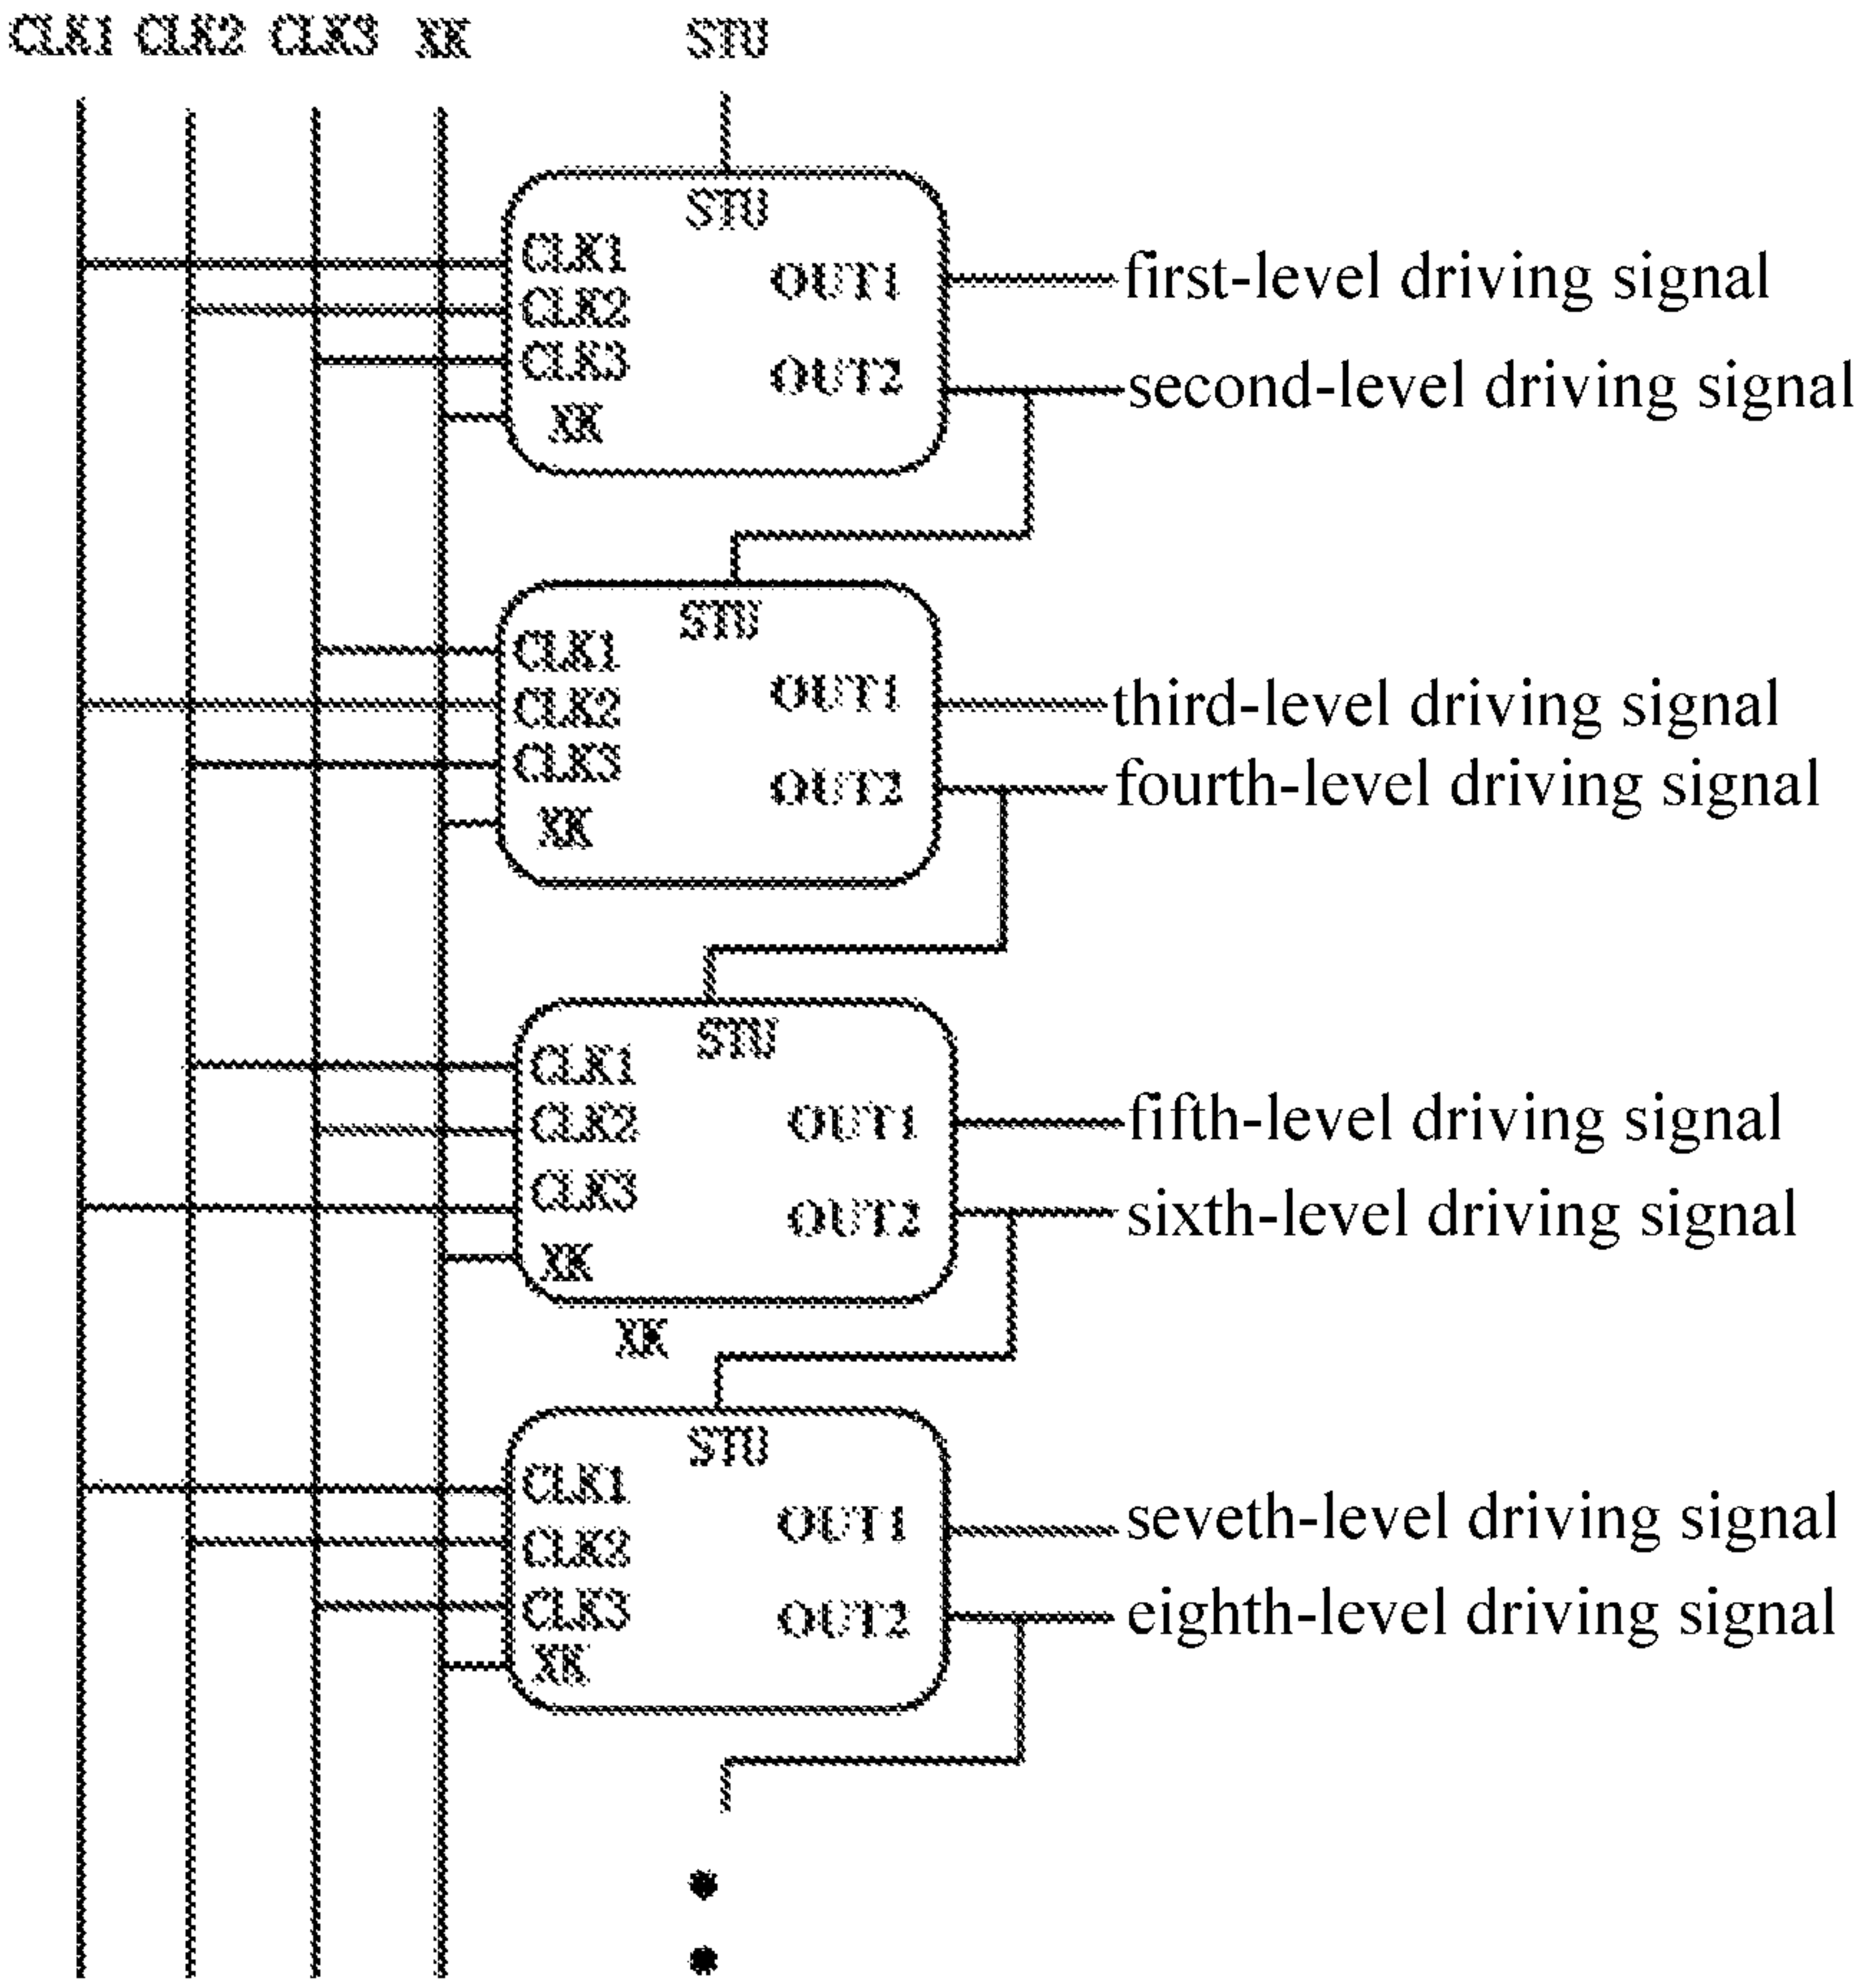 CLK1 CLK2 CLK3 XK STU
STU
CLK1
OUT1 first-level driving signal
CLK2
CLK3
OUT2 second-level driving signal
XK
STU
CLK1
OUT1 third-level driving signal
CLK2
CLK3
OUT2 fourth-level driving signal
XK
STU
CLK1
CLK2 OUT1 fifth-level driving signal
CLK3
OUT2 sixth-level driving signal
XK
XK
STU
CLK1
OUT1 seveth-level driving signal
CLK2
CLK3
OUT2 eighth-level driving signal
XK